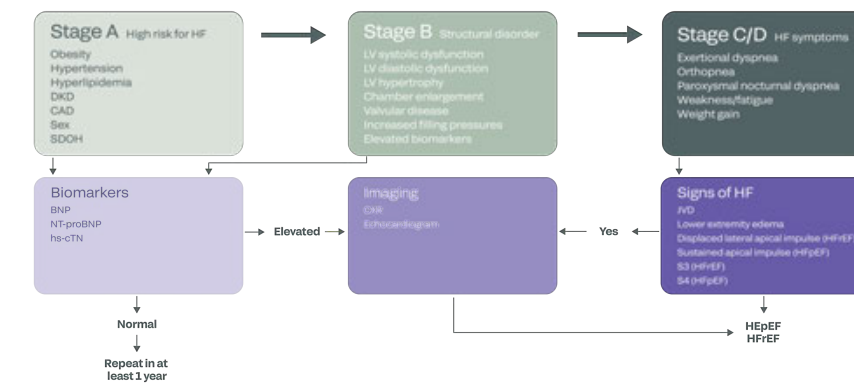 Stage A High risk for HF
Obesity
Hypertension
Hyperlipidemia
DKD
CAD
Sex
SDOH
Stage B Structural disorder
LV systolic dysfunction
LV diastolic dysfunction
LV hypertrophy
Chamber enlargement
Valvular disease
Increased filling pressures
Elevated biomarkers
Stage C/D HF symptoms
Exertional dyspnea
Orthopnea
Paroxysmal nocturnal dyspnea
Weakness/fatigue
Weight gain
Biomarkers
BNP
NT-proBNP
hs-cTN
Elevated
Imaging
CXR
Echocardiogram
Yes
Signs of HF
JVD
Lower extremity edema
Displaced lateral apical impulse (HFrEF)
Sustained apical impulse (HFpEF)
S3 (HFrEF)
S4 (HFpEF)
Normal
Repeat in at
least 1 year
HEpEF
HFrEF